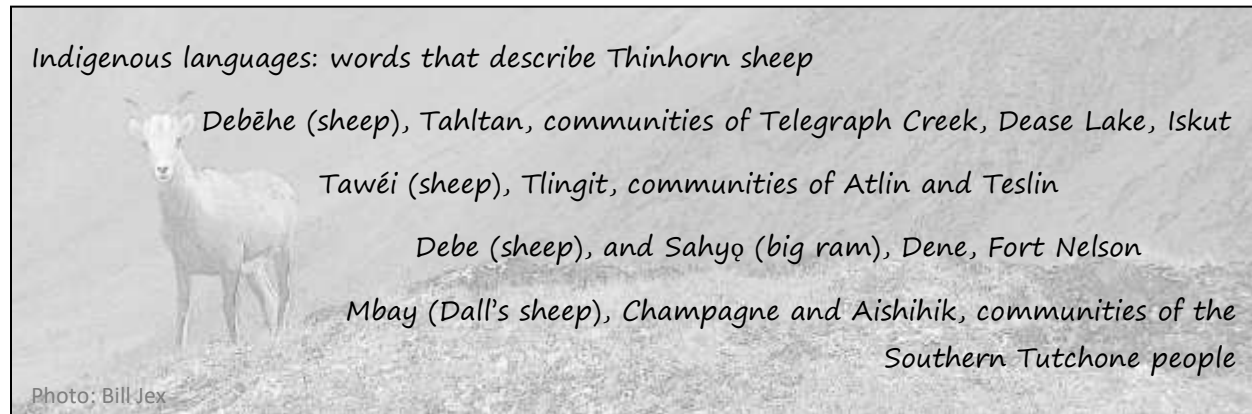 Indigenous languages: words that describe Thinhorn sheep
Debēhe (sheep), Tahltan, communities of Telegraph Creek, Dease Lake, Iskut
Tawéi (sheep), Tlingit, communities of Atlin and Teslin
Debe (sheep), and Sahyǫ (big ram), Dene, Fort Nelson
Mbay (Dall's sheep), Champagne and Aishihik, communities of the
Southern Tutchone people
Photo: Bill Jex